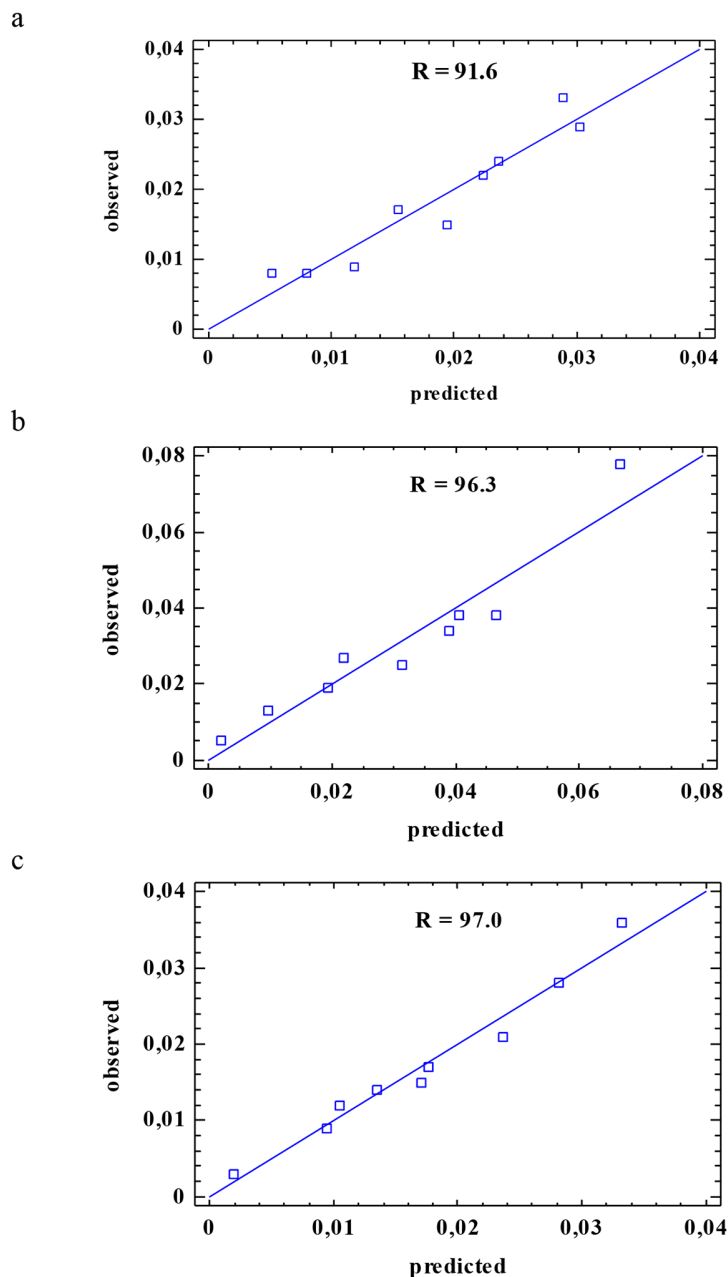 a
0,04
R = 91.6
0,03
observed
0,02
0,01
0
0 0,01 0,02 0,03 0,04
predicted
b
0,08
R = 96.3
0,06
observed
0,04
0,02
0
0 0,02 0,04 0,06 0,08
predicted
c
0,04
R = 97.0
0,03
observed
0,02
0,01
0
0 0,01 0,02 0,03 0,04
predicted